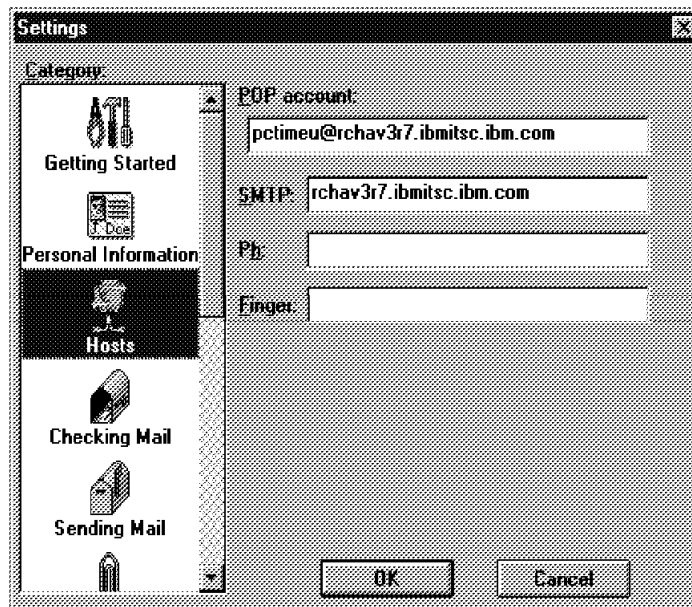 Settings
Category:
Getting Started
J. Doe
Personal Information
Hosts
Checking Mail
Sending Mail
POP account:
pctimeu@rchav3r7.ibmitsc.ibm.com
SMTP: rchav3r7.ibmitsc.ibm.com
Ph:
Finger:
OK Cancel